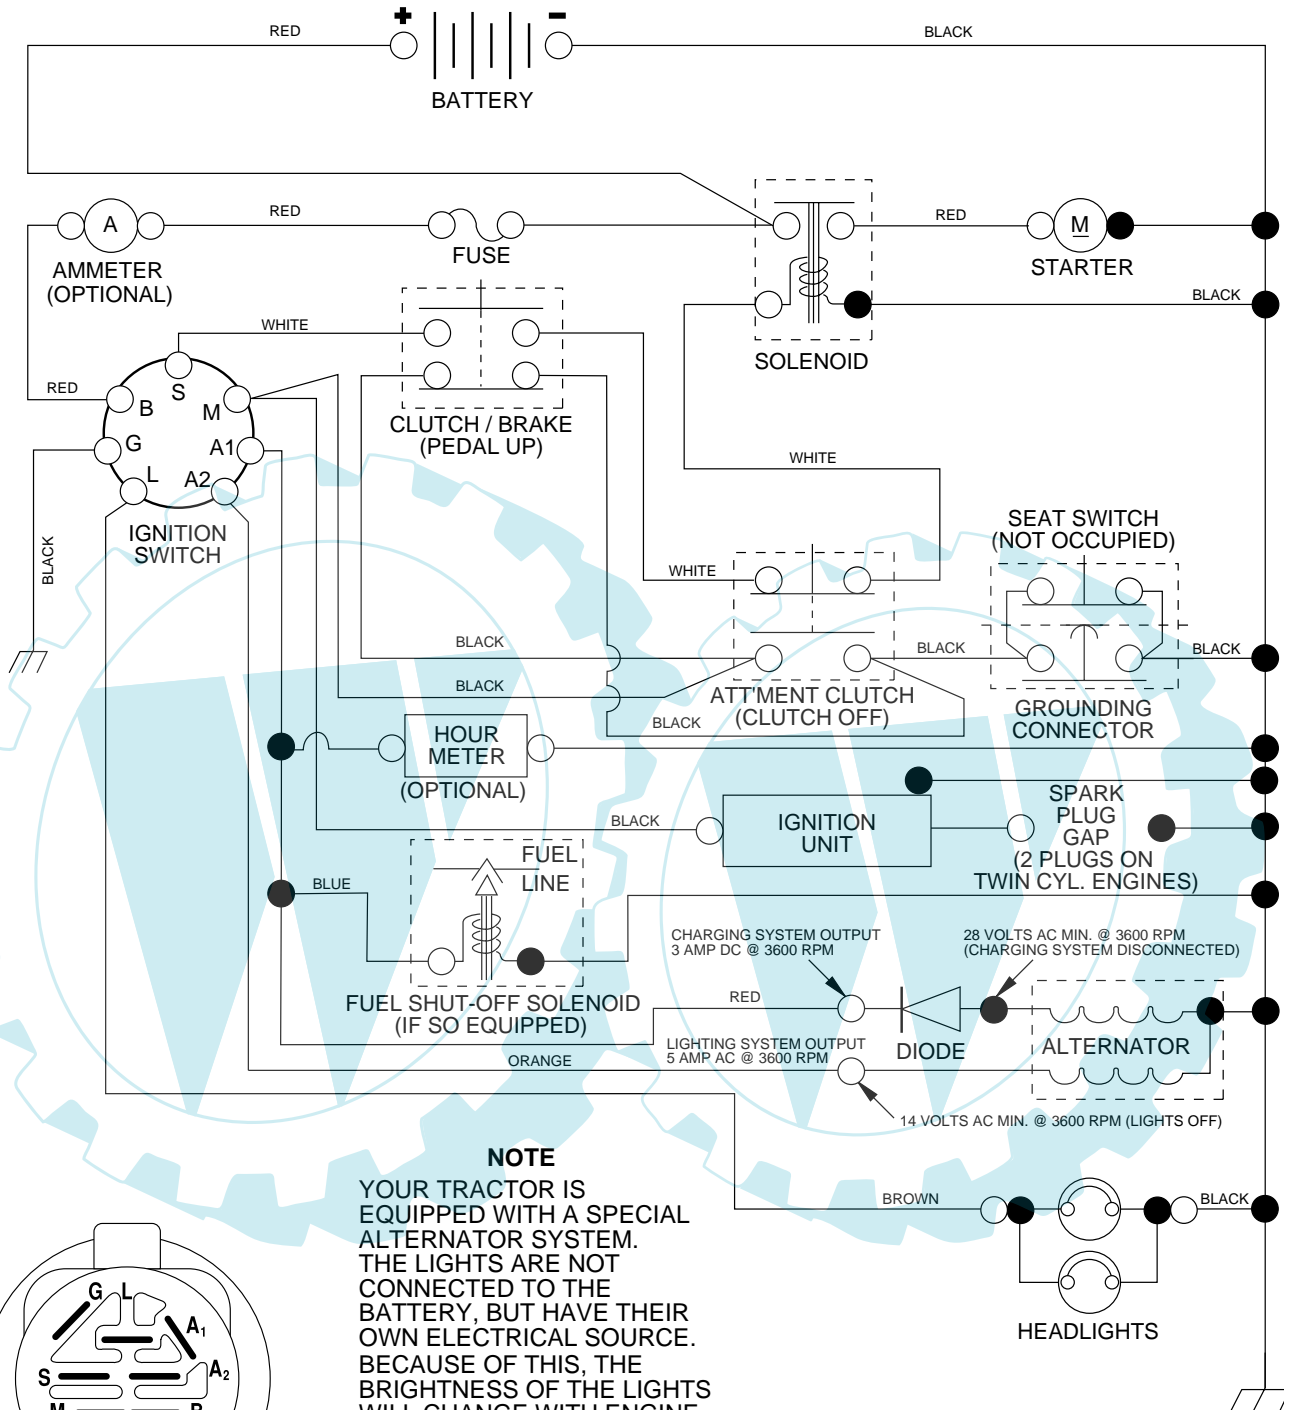 + -
RED
BLACK
BATTERY
RED
A
FUSE
RED
M
AMMETER
(OPTIONAL)
STARTER
BLACK
WHITE
SOLENOID
RED
S
B
M
G
A1
L
A2
CLUTCH / BRAKE
(PEDAL UP)
WHITE
IGNITION
SWITCH
BLACK
SEAT SWITCH
(NOT OCCUPIED)
WHITE
BLACK
BLACK
BLACK
BLACK
BLACK
ATT'MENT CLUTCH
(CLUTCH OFF)
GROUNDING
CONNECTOR
HOUR
METER
(OPTIONAL)
BLACK
IGNITION
UNIT
SPARK
PLUG
GAP
(2 PLUGS ON
TWIN CYL. ENGINES)
FUEL
LINE
BLUE
CHARGING SYSTEM OUTPUT
3 AMP DC @ 3600 RPM
28 VOLTS AC MIN. @ 3600 RPM
(CHARGING SYSTEM DISCONNECTED)
FUEL SHUT-OFF SOLENOID
(IF SO EQUIPPED)
RED
LIGHTING SYSTEM OUTPUT
5 AMP AC @ 3600 RPM
DIODE
ALTERNATOR
ORANGE
14 VOLTS AC MIN. @ 3600 RPM (LIGHTS OFF)
BROWN
BLACK
HEADLIGHTS
NOTE
YOUR TRACTOR IS
EQUIPPED WITH A SPECIAL
ALTERNATOR SYSTEM.
THE LIGHTS ARE NOT
CONNECTED TO THE
BATTERY, BUT HAVE THEIR
OWN ELECTRICAL SOURCE.
BECAUSE OF THIS, THE
BRIGHTNESS OF THE LIGHTS
WILL CHANGE WITH ENGINE
G L
A1
A2
S
M
B